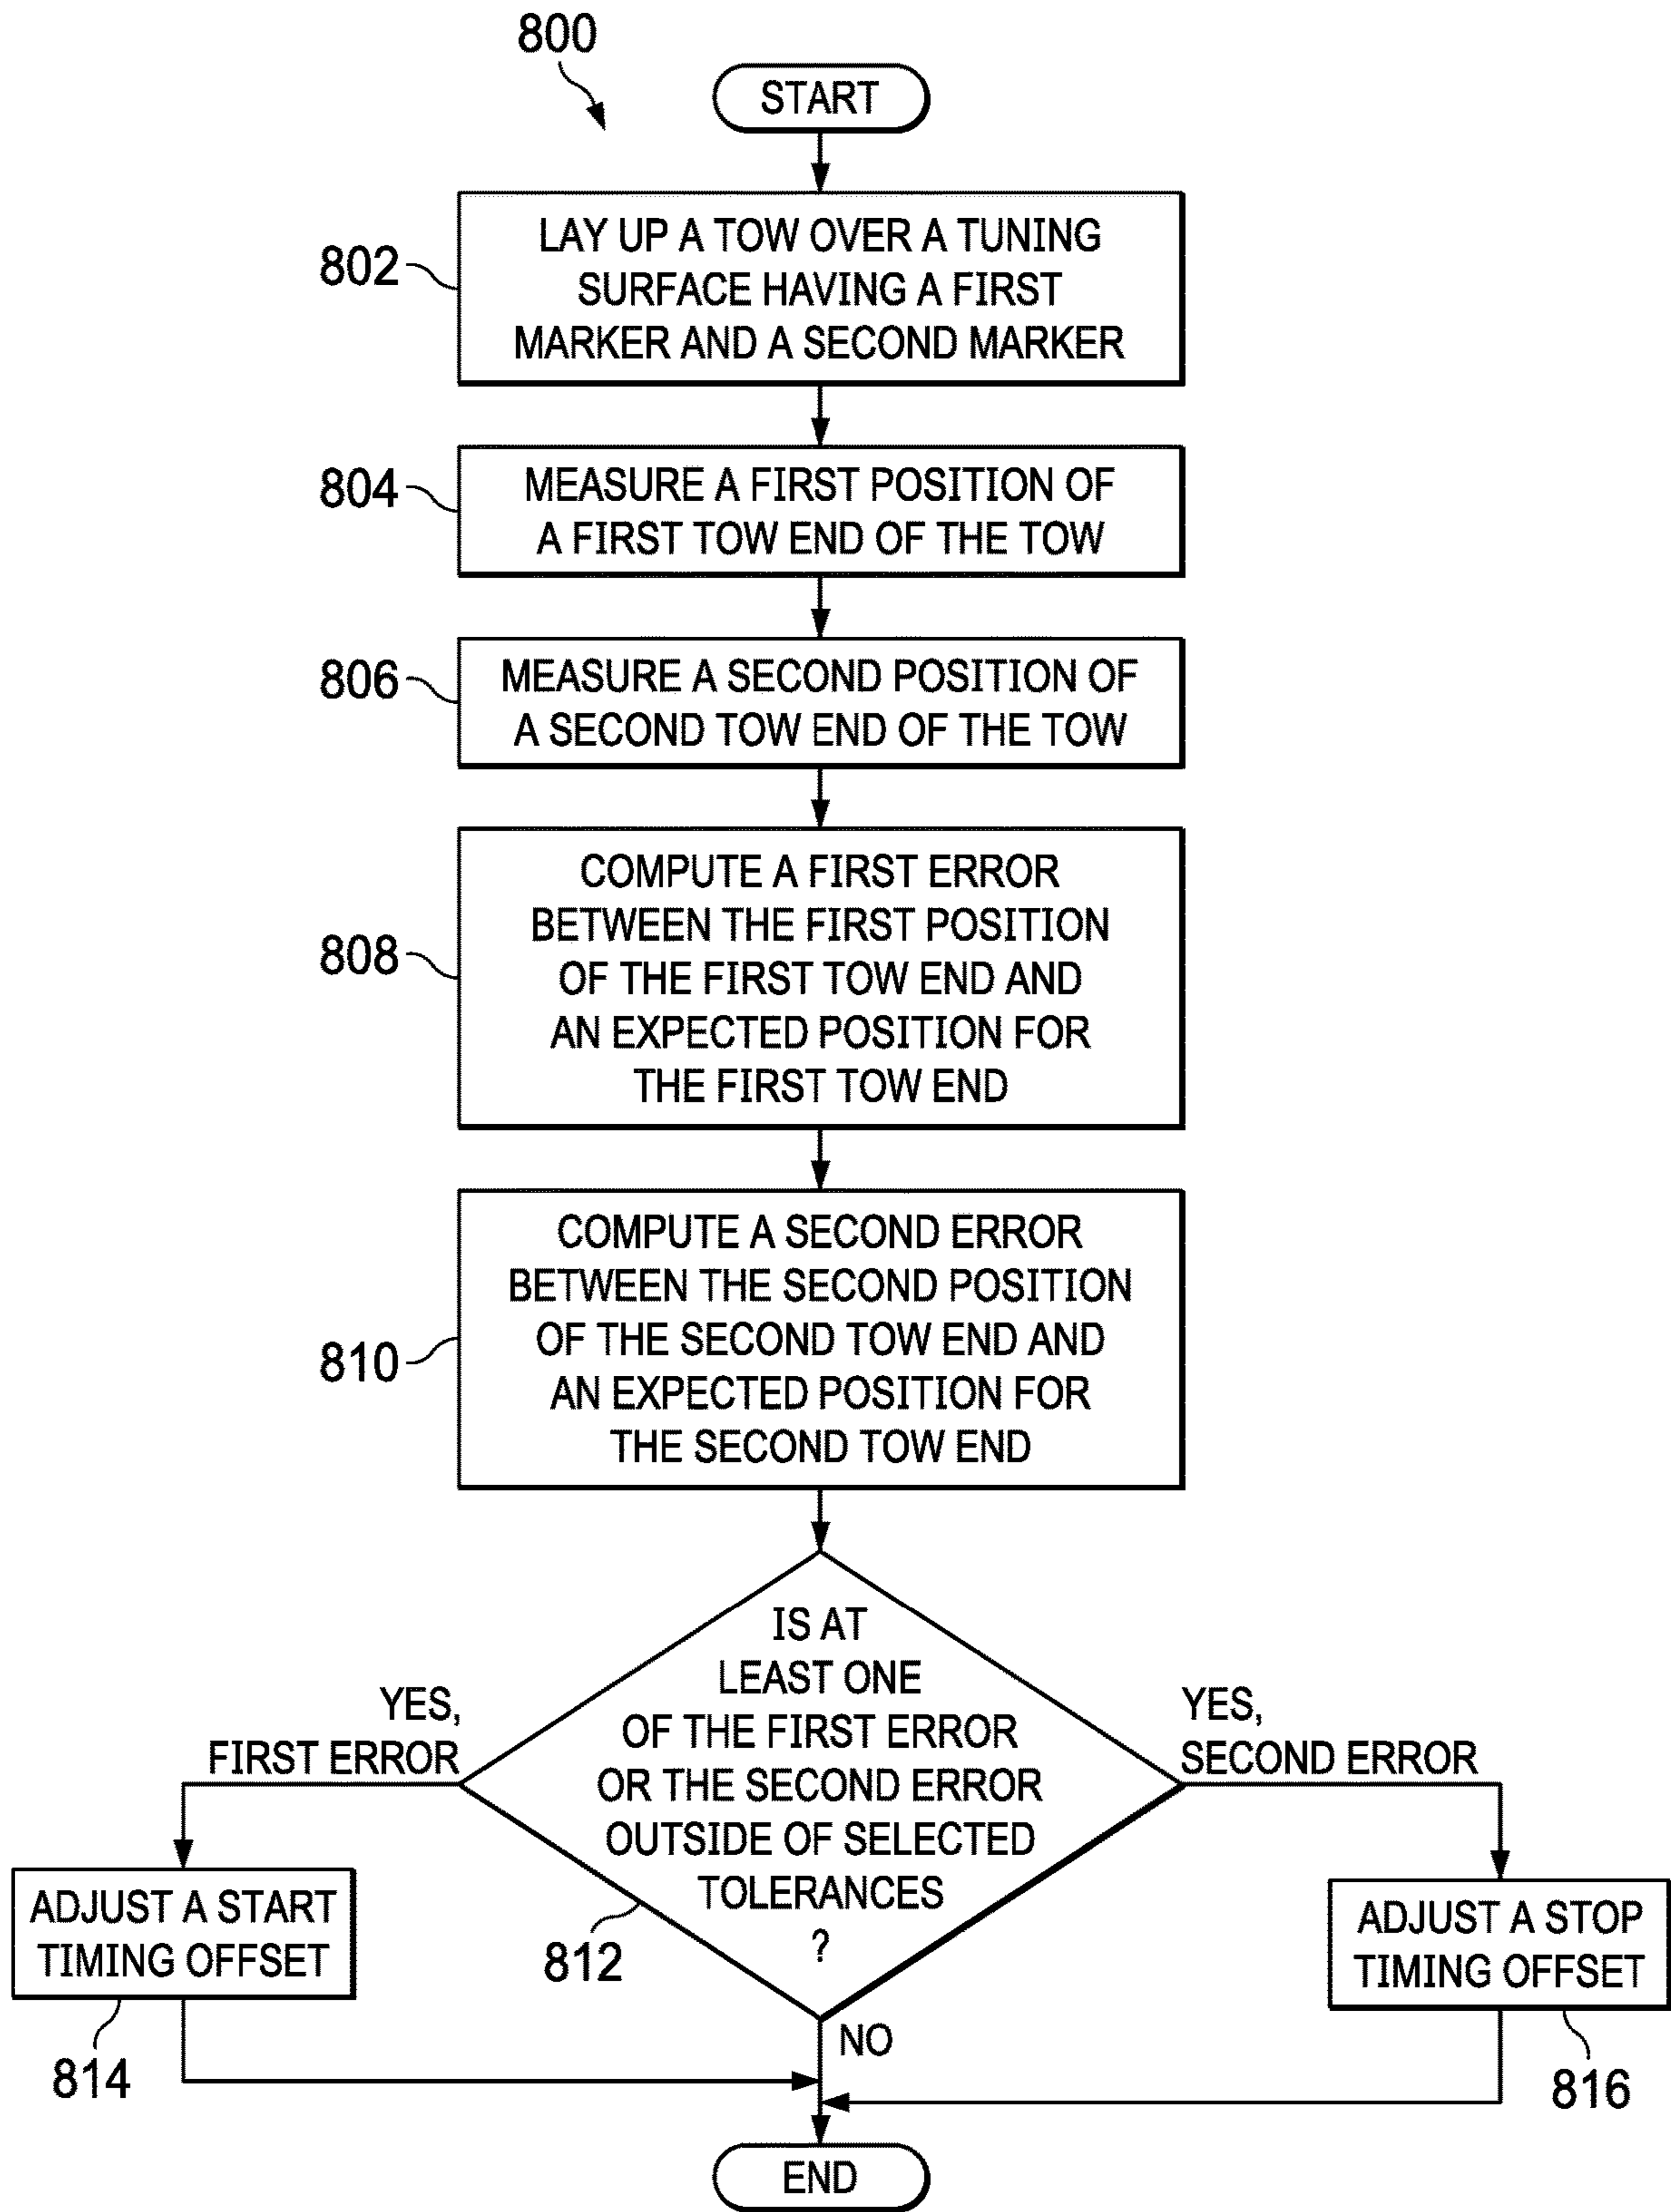 800
START
802
LAY UP A TOW OVER A TUNING
SURFACE HAVING A FIRST
MARKER AND A SECOND MARKER
804
MEASURE A FIRST POSITION OF
A FIRST TOW END OF THE TOW
806
MEASURE A SECOND POSITION OF
A SECOND TOW END OF THE TOW
808
COMPUTE A FIRST ERROR
BETWEEN THE FIRST POSITION
OF THE FIRST TOW END AND
AN EXPECTED POSITION FOR
THE FIRST TOW END
810
COMPUTE A SECOND ERROR
BETWEEN THE SECOND POSITION
OF THE SECOND TOW END AND
AN EXPECTED POSITION FOR
THE SECOND TOW END
IS AT
LEAST ONE
OF THE FIRST ERROR
OR THE SECOND ERROR
OUTSIDE OF SELECTED
TOLERANCES
?
812
YES,
FIRST ERROR
YES,
SECOND ERROR
ADJUST A START
TIMING OFFSET
814
ADJUST A STOP
TIMING OFFSET
816
NO
END